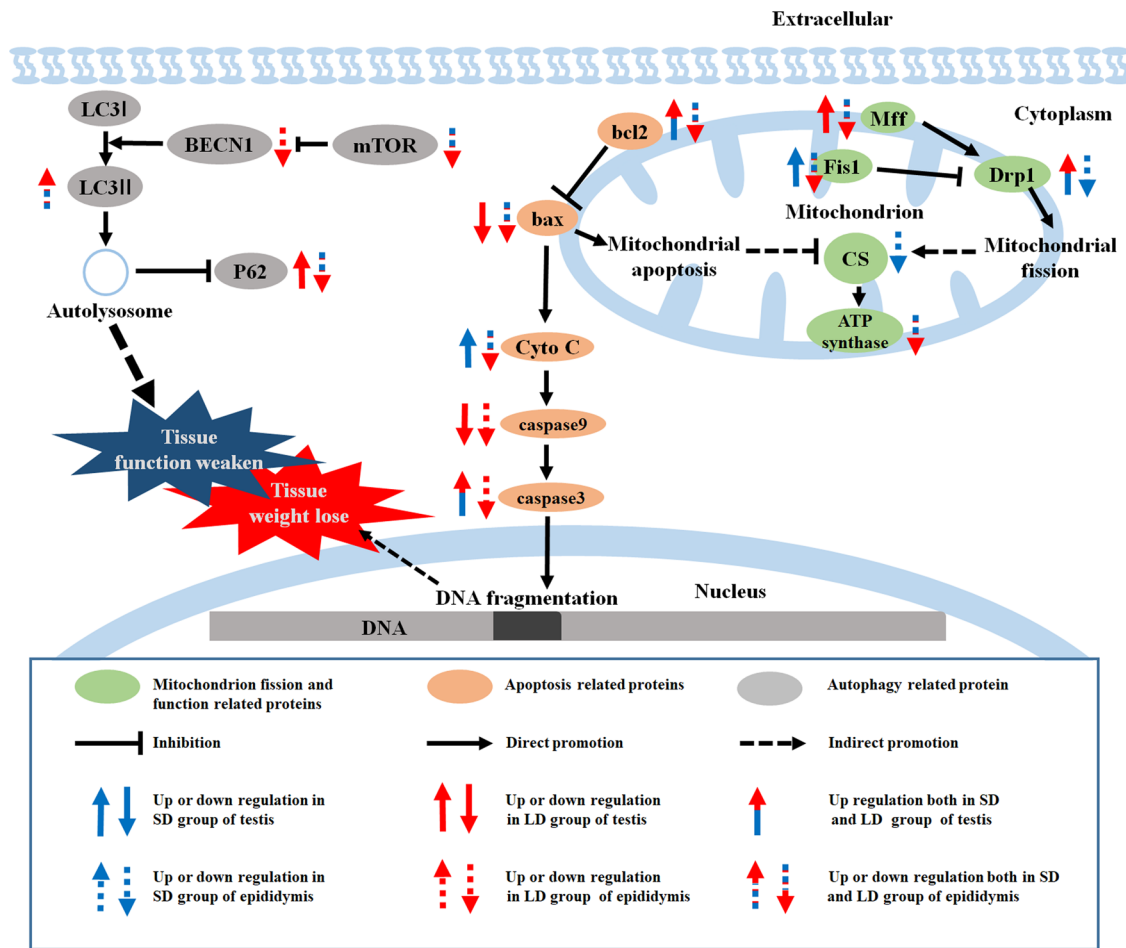 Extracellular
LC3Ⅰ
bcl2
Mff
Cytoplasm
BECN1
mTOR
LC3II
Fis1
Drp1
bax
Mitochondrion
Mitochondrial
apoptosis
CS
Mitochondrial
fission
P62
Autolysosome
ATP
synthase
Cyto C
caspase9
Tissue
function weaken
caspase3
Tissue
weight lose
DNA fragmentation
Nucleus
DNA
Mitochondrion fission and
function related proteins
Apoptosis related proteins
Autophagy related protein
Inhibition
Direct promotion
Indirect promotion
Up or down regulation in
SD group of testis
Up or down regulation
in LD group of testis
Up regulation both in SD
and LD group of testis
Up or down regulation in
SD group of epididymis
Up or down regulation
in LD group of epididymis
Up or down regulation both in SD
and LD group of epididymis